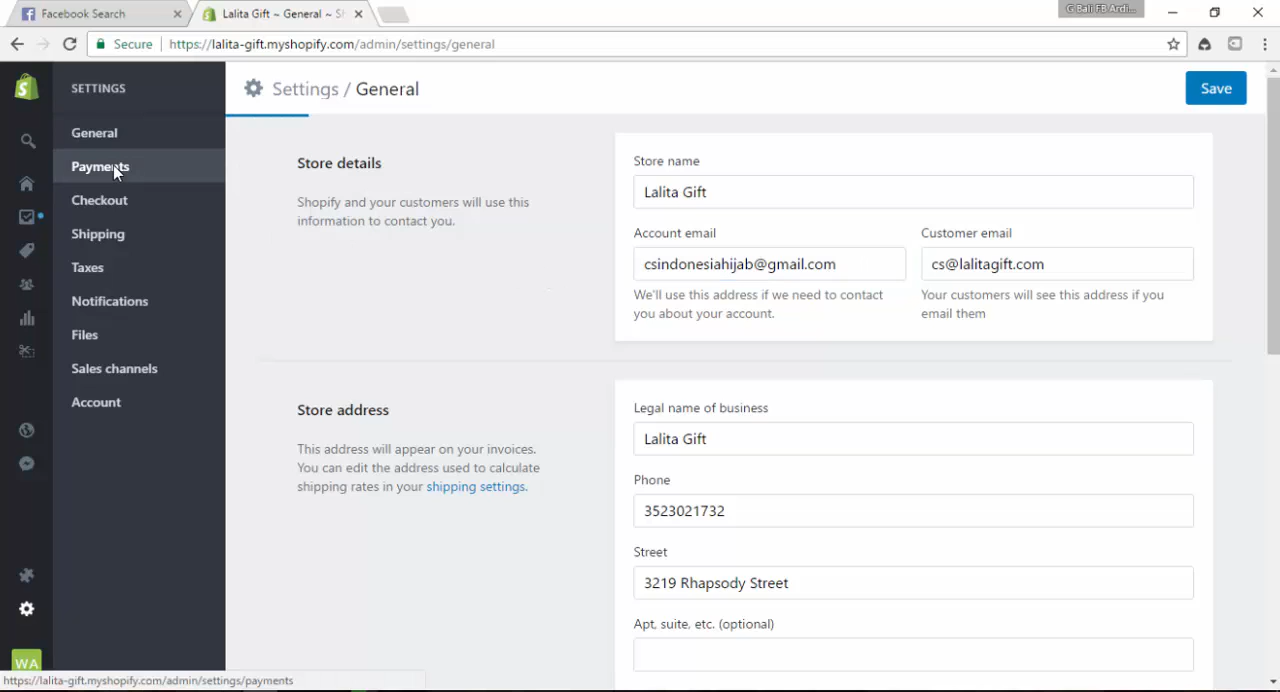 Facebook Search
Lalita Gift ~ General ~ Sh
G Bali FB Ardi...
Secure
https://lalita-gift.myshopify.com/admin/settings/general
SETTINGS
General
Payments
Checkout
Shipping
Taxes
Notifications
Files
Sales channels
Account
WA
Settings / General
Save
Store details
Shopify and your customers will use this
information to contact you.
Store name
Lalita Gift
Account email
Customer email
csindonesiahijab@gmail.com
cs@lalitagift.com
We'll use this address if we need to contact
you about your account.
Your customers will see this address if you
email them
Store address
This address will appear on your invoices.
You can edit the address used to calculate
shipping rates in your shipping settings.
Legal name of business
Lalita Gift
Phone
3523021732
Street
3219 Rhapsody Street
Apt, suite, etc. (optional)
https://lalita-gift.myshopify.com/admin/settings/payments